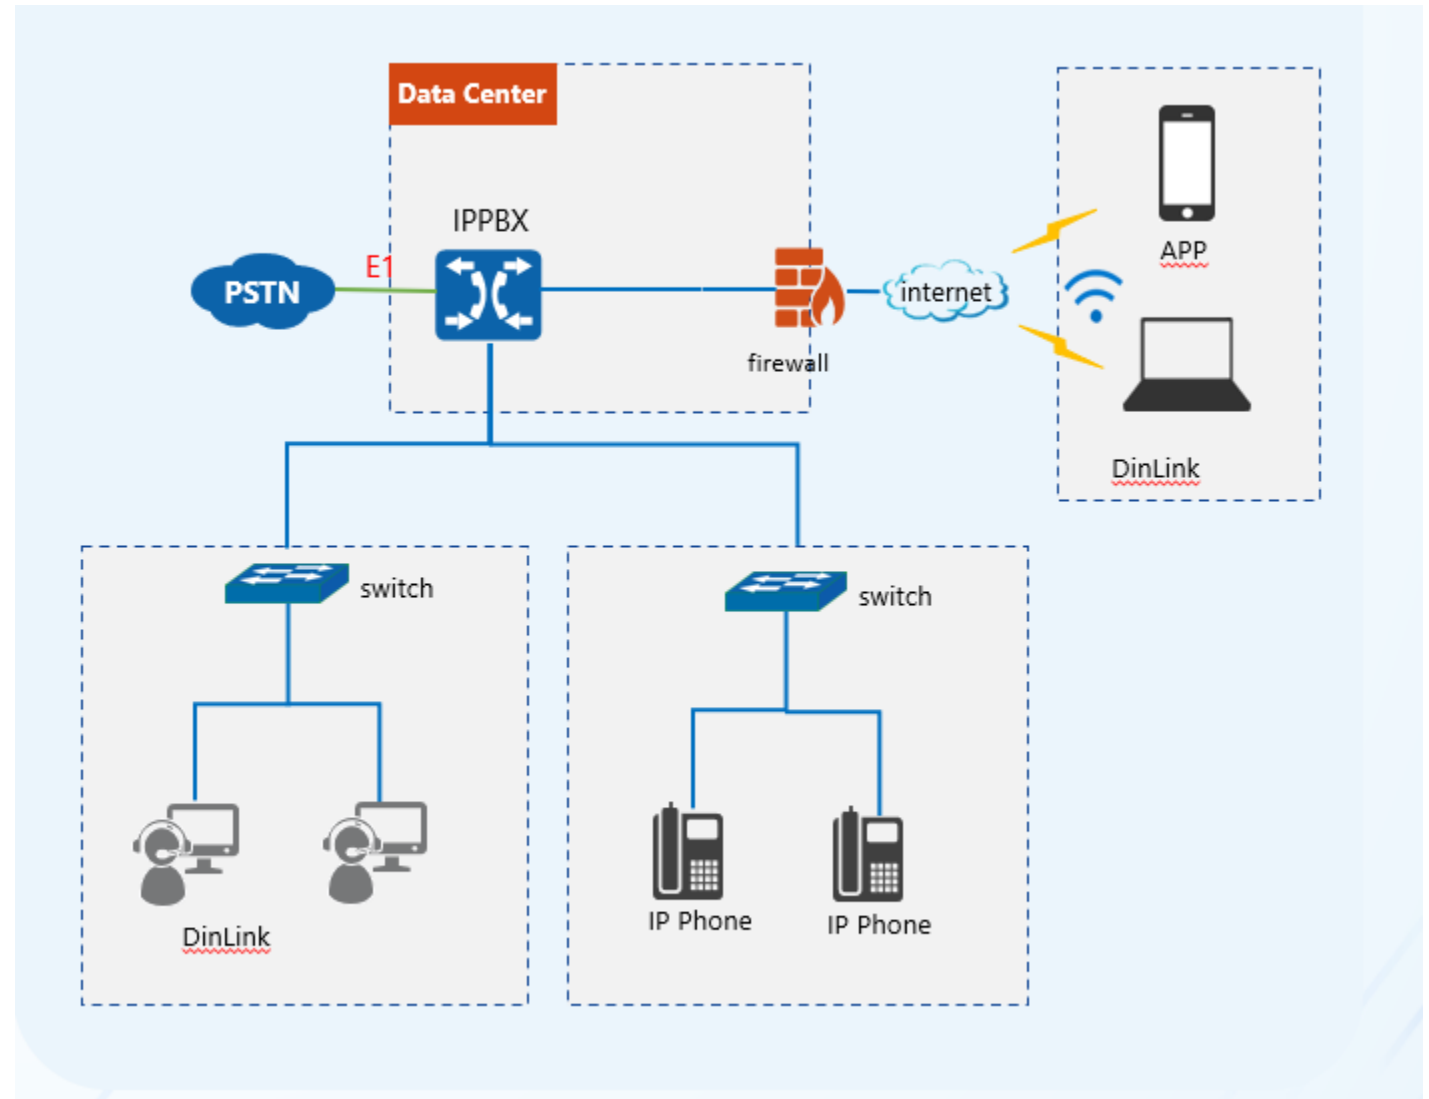 Data Center
IPPBX
E1
PSTN
internet
firewall
APP
DinLink
switch
switch
DinLink
IP Phone
IP Phone